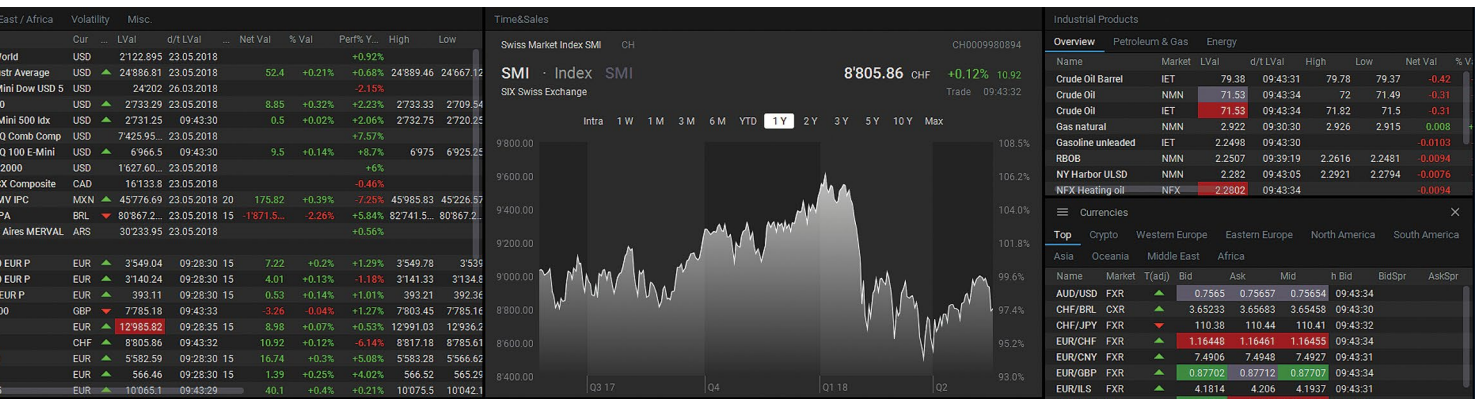 East / Africa Volatility Misc.
Cur ... LVal d/t LVal ... Net Val % Val Perf% Y... High Low
World USD 2'122.895 23.05.2018 +0.92%
str Average USD 24'886.81 23.05.2018 52.4 +0.21% +0.68% 24'889.46 24'667.12
Mini Dow USD 5 USD 24'202 26.03.2018 -2.15%
0 USD 2'733.29 23.05.2018 8.85 +0.32% +2.23% 2'733.33 2'709.54
Mini 500 Idx USD 2'731.25 09:43:30 0.5 +0.02% +2.06% 2'732.75 2'720.25
Q Comb Comp USD 7'425.95... 23.05.2018 +7.57%
Q 100 E-Mini USD 6'966.5 09:43:30 9.5 +0.14% +8.7% 6'975 6'925.25
2000 USD 1'627.60... 23.05.2018 +6%
SX Composite CAD 16'133.8 23.05.2018 -0.46%
MV IPC MXN 45'776.69 23.05.2018 20 175.82 +0.39% -7.25% 45'985.83 45'226.57
PA BRL 80'867.2... 23.05.2018 15 -1'871.5... -2.26% +5.84% 82'741.5... 80'867.2...
Aires MERVAL ARS 30'233.95 23.05.2018 +0.56%
0 EUR P EUR 3'549.04 09:28:30 15 7.22 +0.2% +1.29% 3'549.78 3'539
0 EUR P EUR 3'140.24 09:28:30 15 4.01 +0.13% -1.18% 3'141.33 3'134.8
EUR P EUR 393.11 09:28:30 15 0.53 +0.14% +1.01% 393.21 392.36
00 GBP 7'785.18 09:43:33 -3.26 -0.04% +1.27% 7'803.45 7'785.16
EUR 12'985.82 09:28:35 15 8.98 +0.07% +0.53% 12'991.03 12'936.2
CHF 8'805.86 09:43:32 10.92 +0.12% -6.14% 8'817.18 8'785.61
EUR 5'582.59 09:28:30 15 16.74 +0.3% +5.08% 5'583.28 5'566.62
EUR 566.46 09:28:30 15 1.39 +0.25% +4.02% 566.52 565.29
EUR 10'065.1 09:43:29 40.1 +0.4% +0.21% 10'075.5 10'042.1
Time&Sales
Swiss Market Index SMI CH CH0009980894
SMI · Index SMI 8'805.86 CHF +0.12% 10.92
SIX Swiss Exchange Trade 09:43:32
Intra 1 W 1 M 3 M 6 M YTD 1 Y 2 Y 3 Y 5 Y 10 Y Max
9'800.00 108.5%
9'600.00 106.2%
9'400.00 104.0%
9'200.00 101.8%
9'000.00 99.6%
8'800.00 97.4%
8'600.00 95.2%
8'400.00 93.0%
Q3 17 Q4 Q1 18 Q2
Industrial Products
Overview Petroleum & Gas Energy
Name Market LVal d/t LVal High Low Net Val % V
Crude Oil Barrel IET 79.38 09:43:31 79.78 79.37 -0.42
Crude Oil NMN 71.53 09:43:34 72 71.49 -0.31
Crude Oil IET 71.53 09:43:34 71.82 71.5 -0.31
Gas natural NMN 2.922 09:30:30 2.926 2.915 0.008 +
Gasoline unleaded IET 2.2498 09:43:30 -0.0103
RBOB NMN 2.2507 09:39:19 2.2616 2.2481 -0.0094
NY Harbor ULSD NMN 2.282 09:43:05 2.2921 2.2794 -0.0076
NFX Heating oil NFX 2.2802 09:43:34 -0.0094
Currencies
Top Crypto Western Europe Eastern Europe North America South America
Asia Oceania Middle East Africa
Name Market T(adj) Bid Ask Mid h Bid BidSpr AskSpr
AUD/USD FXR 0.7565 0.75657 0.75654 09:43:34
CHF/BRL CXR 3.65233 3.65683 3.65458 09:43:30
CHF/JPY FXR 110.38 110.44 110.41 09:43:32
EUR/CHF FXR 1.16448 1.16461 1.16455 09:43:34
EUR/CNY FXR 7.4906 7.4948 7.4927 09:43:31
EUR/GBP FXR 0.87702 0.87712 0.87707 09:43:34
EUR/ILS FXR 4.1814 4.206 4.1937 09:43:31